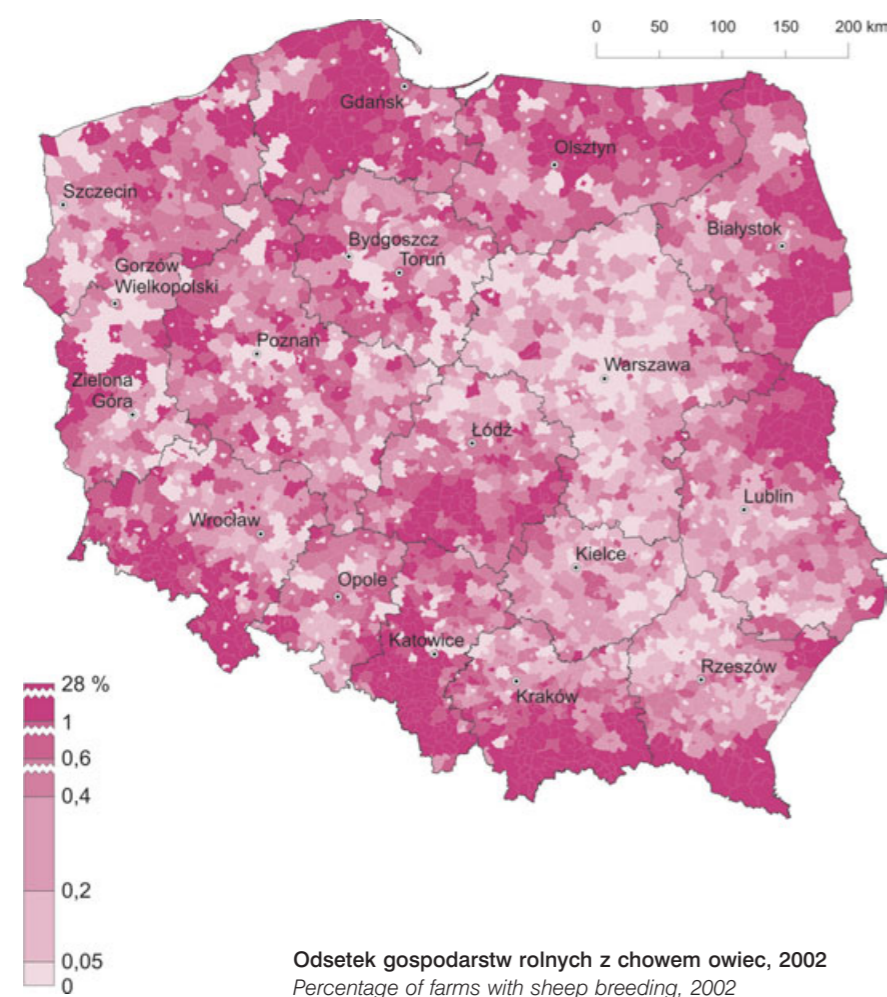 0 50 100 150 200 km
Gdańsk
Olsztyn
Szczecin
Białystok
Bydgoszcz
Toruń
Gorzów
Wielkopolski
Poznań
Warszawa
Zielona
Góra
Łódź
Lublin
Wrocław
Kielce
Opole
Katowice
Rzeszów
Kraków
28 %
1
0,6
0,4
0,2
0,05
0
Odsetek gospodarstw rolnych z chowem owiec, 2002
Percentage of farms with sheep breeding, 2002